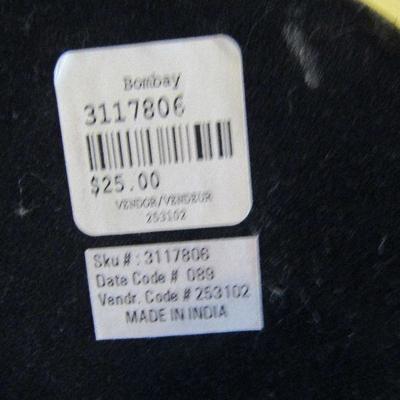 Bombay
3117806
$25.00
VENDOR/VENDEUR
253102
Sku # : 3117806
Date Code # 089
Vendr. Code # 253102
MADE IN INDIA